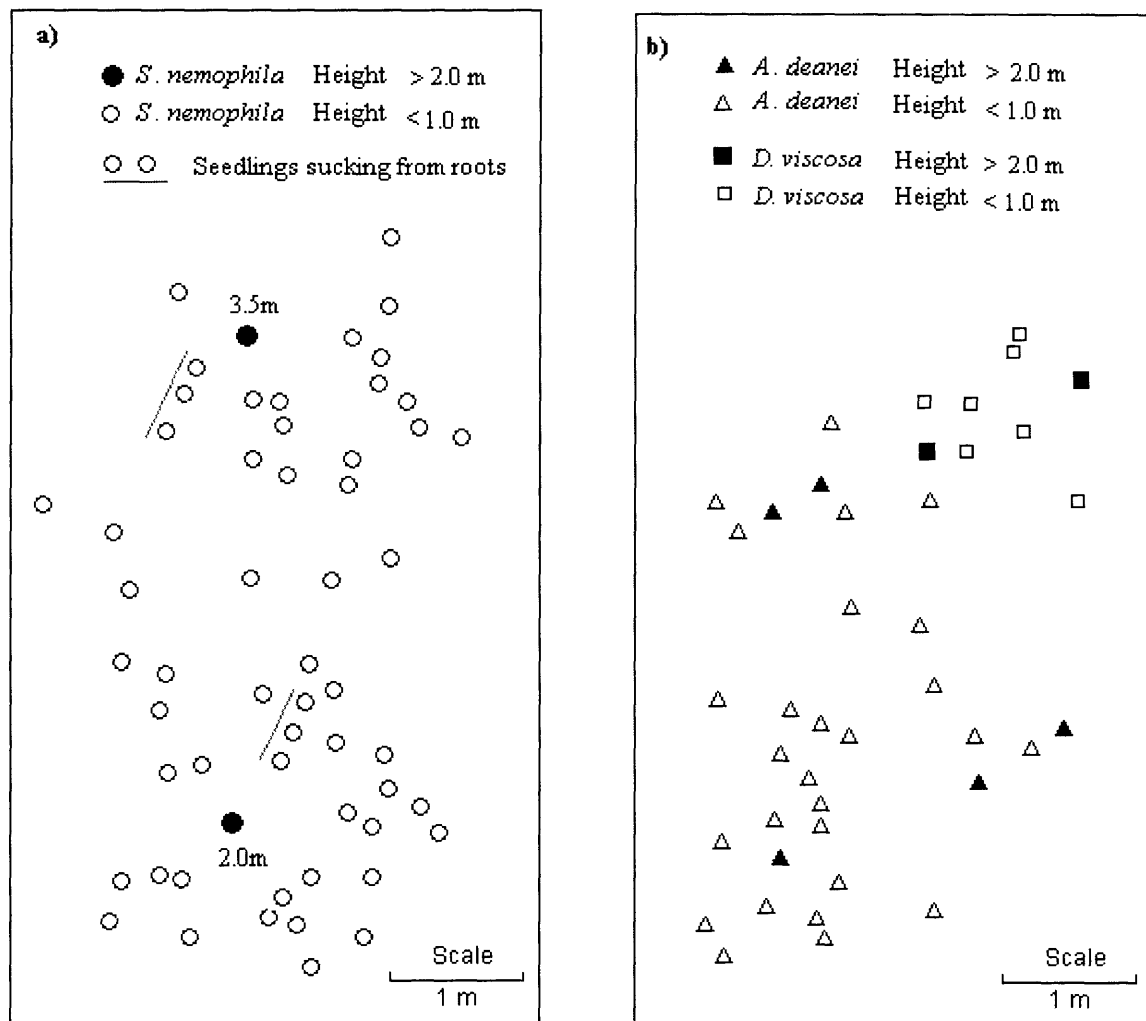 a)
S. nemophila Height > 2.0 m
S. nemophila Height < 1.0 m
Seedlings sucking from roots
3.5m
2.0m
Scale
1 m
b)
A. deanei Height > 2.0 m
A. deanei Height < 1.0 m
D. viscosa Height > 2.0 m
D. viscosa Height < 1.0 m
Scale
1 m